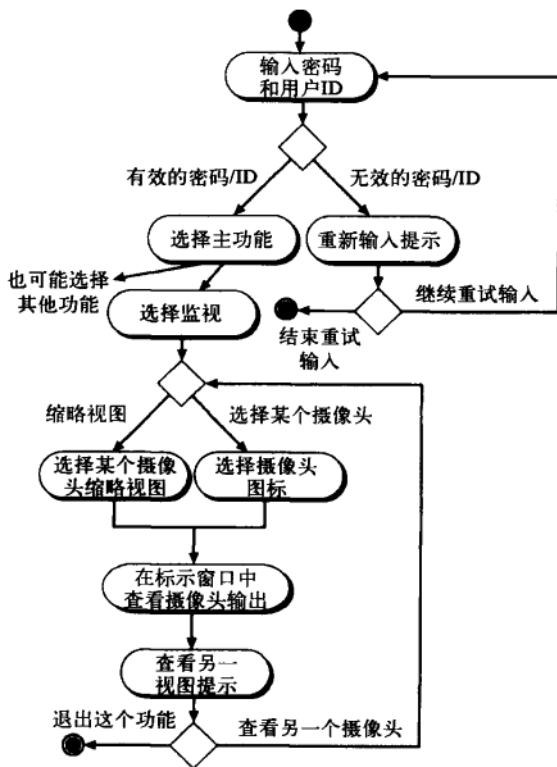 输入密码
和用户ID
有效的密码/ID
无效的密码/ID
选择主功能
重新输入提示
也可能选择
其他功能
选择监视
继续重试输入
结束重试
输入
缩略视图
选择某个摄像头
选择某个摄像
头缩略视图
选择摄像头
图标
在标示窗口中
查看摄像头输出
查看另一
视图提示
退出这个功能
查看另一个摄像头